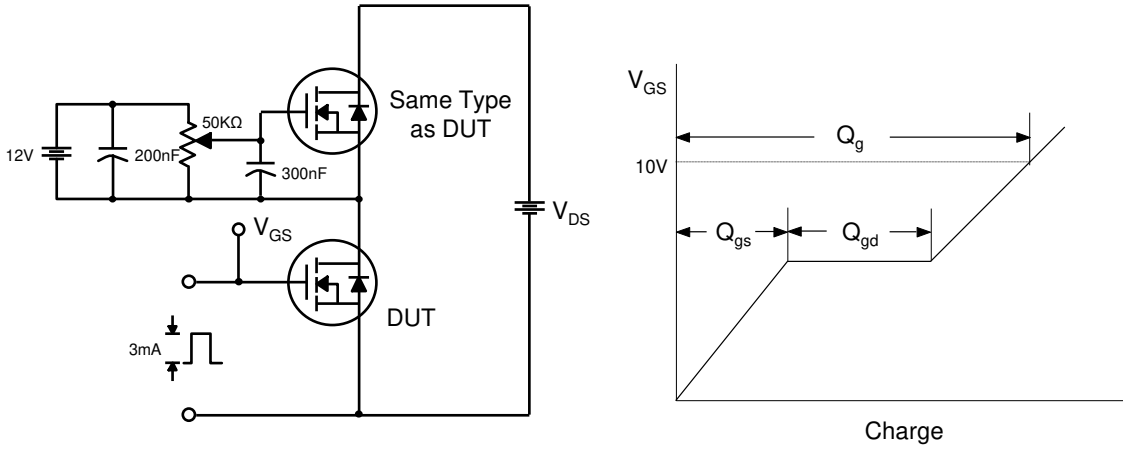 Same Type
as DUT
50KΩ
12V
200nF
300nF
V_GS
V_DS
DUT
3mA
V_GS
Q_g
10V
Q_gs
Q_gd
Charge